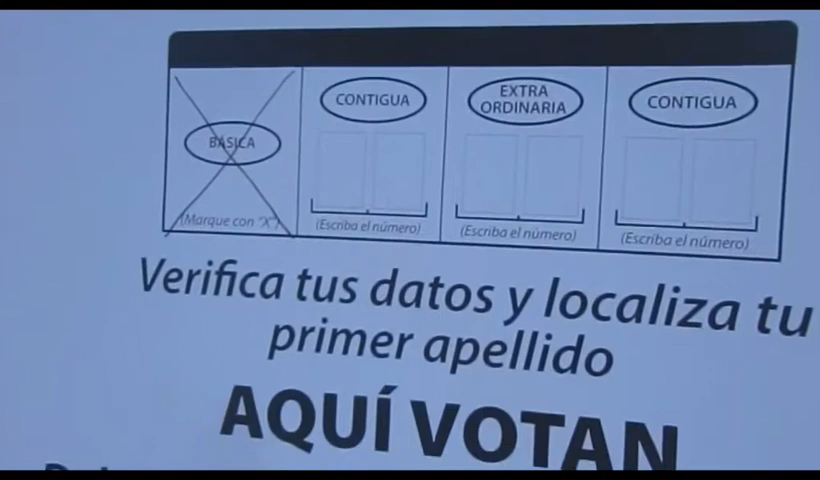 BÁSICA
(Marque con "X")
CONTIGUA
(Escriba el número)
EXTRA
ORDINARIA
(Escriba el número)
CONTIGUA
(Escriba el número)
Verifica tus datos y localiza tu
primer apellido
AQUÍ VOTAN